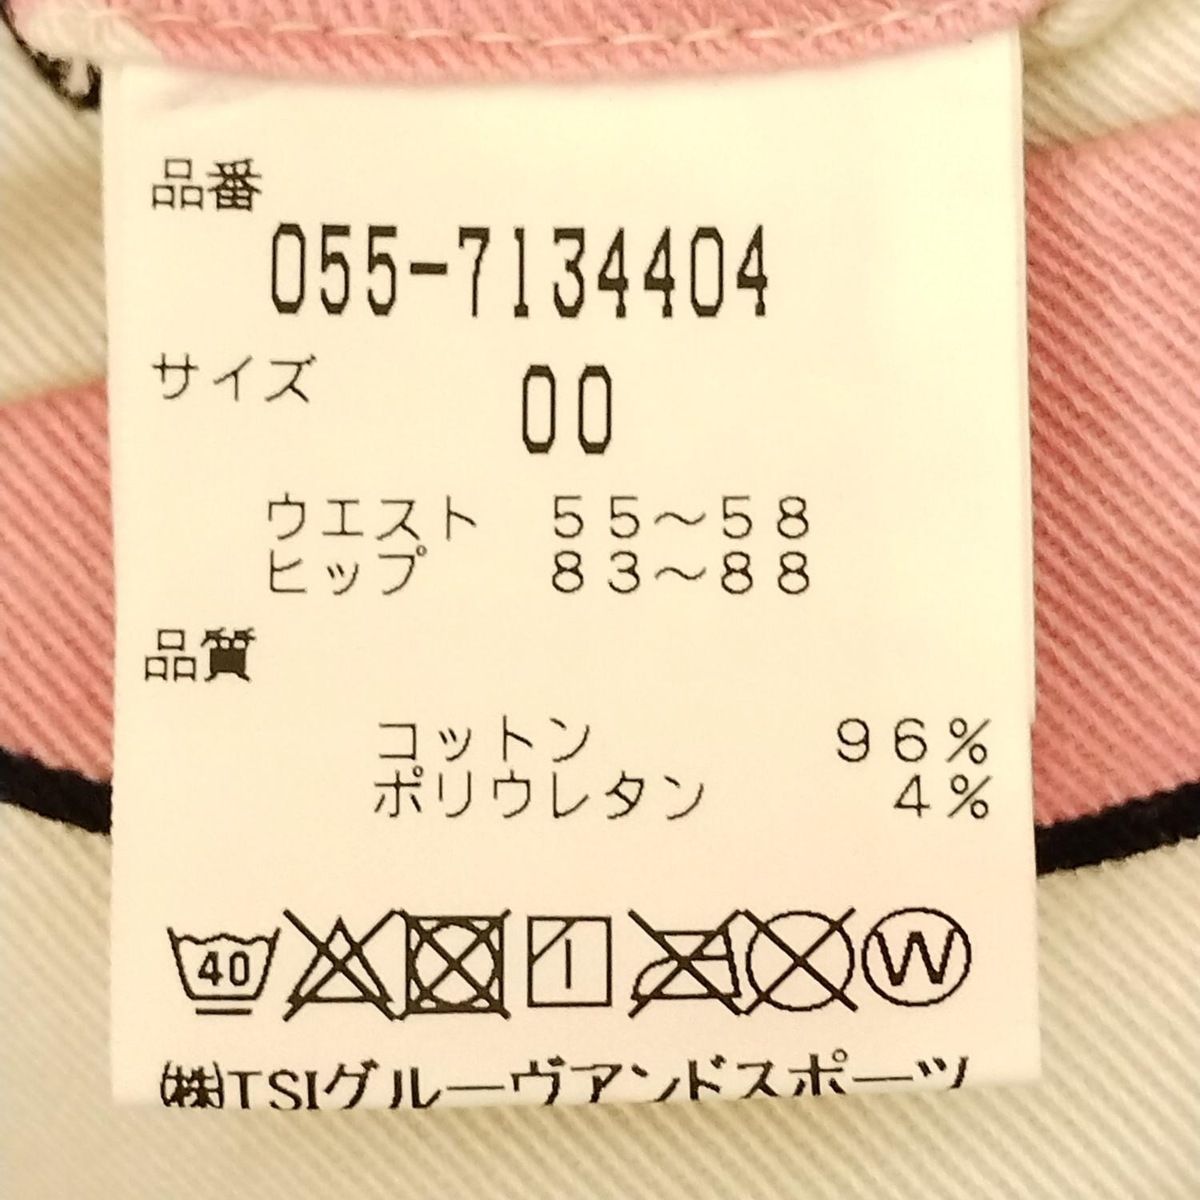 品番
055-7134404
サイズ
00
ウエスト 55〜58
ヒップ 83〜88
品質
コットン 96%
ポリウレタン 4%
40 W
㈱TSIグルーヴアンドスポーツ